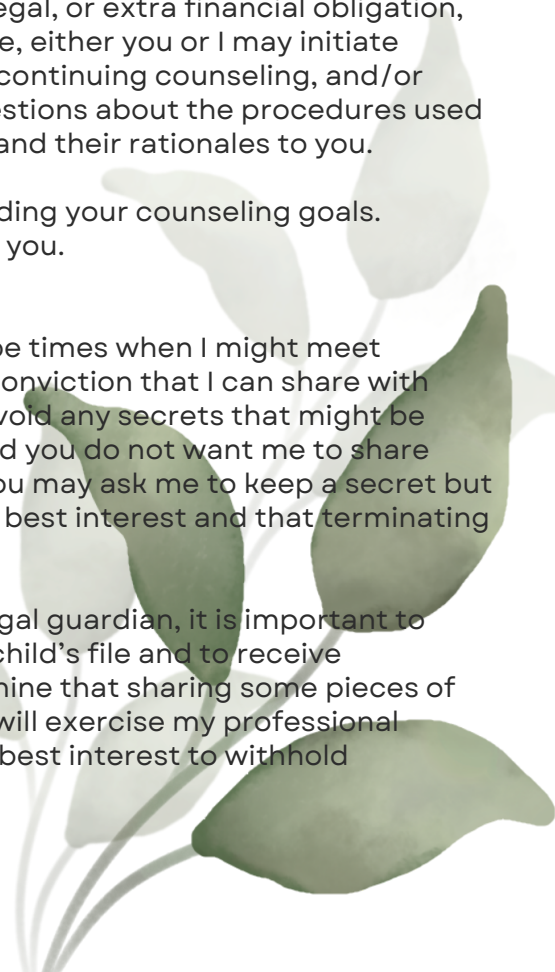 egal, or extra financial obligation,
e, either you or I may initiate
continuing counseling, and/or
estions about the procedures used
and their rationales to you.
ding your counseling goals.
you.
be times when I might meet
onviction that I can share with
void any secrets that might be
d you do not want me to share
ou may ask me to keep a secret but
best interest and that terminating
gal guardian, it is important to
child's file and to receive
nine that sharing some pieces of
will exercise my professional
best interest to withhold